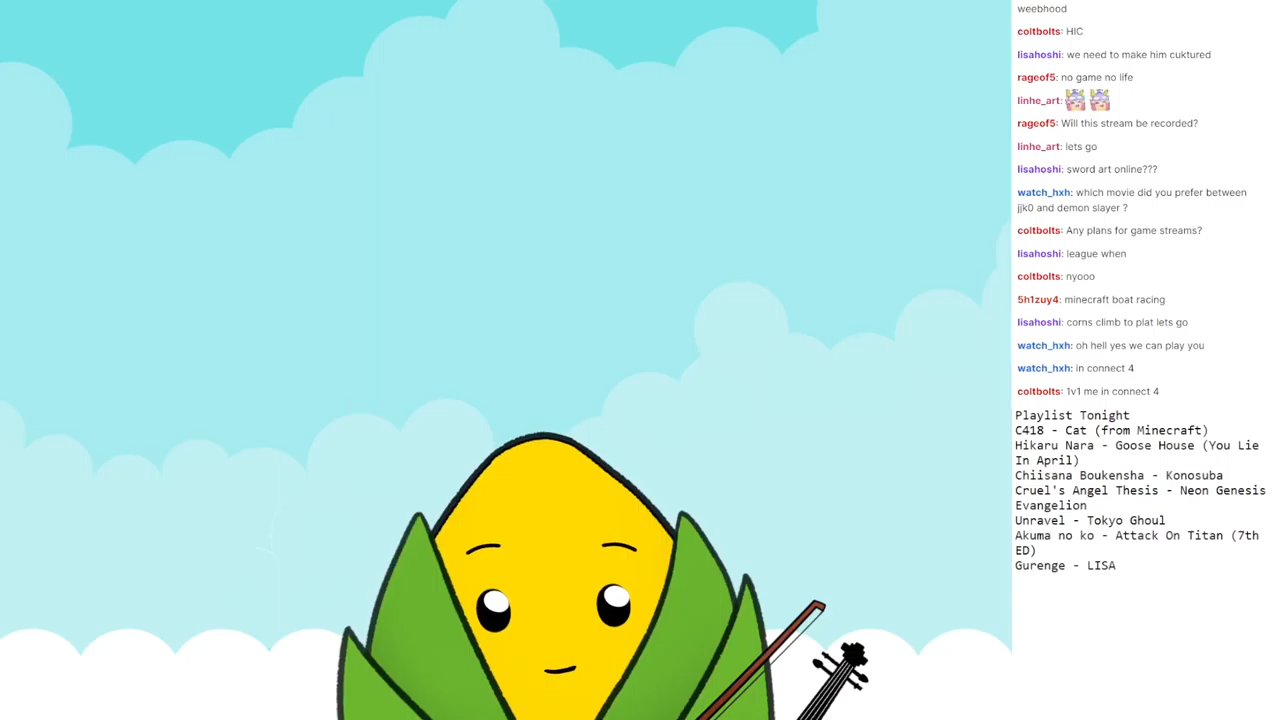 weebhood
coltbolts: HIC
lisahoshi: we need to make him cuktured
rageof5: no game no life
linhe_art:
rageof5: Will this stream be recorded?
linhe_art: lets go
lisahoshi: sword art online???
watch_hxh: which movie did you prefer between
jjk0 and demon slayer ?
coltbolts: Any plans for game streams?
lisahoshi: league when
coltbolts: nyooo
5h1zuy4: minecraft boat racing
lisahoshi: corns climb to plat lets go
watch_hxh: oh hell yes we can play you
watch_hxh: in connect 4
coltbolts: 1v1 me in connect 4
Playlist Tonight
C418 - Cat (from Minecraft)
Hikaru Nara - Goose House (You Lie
In April)
Chiisana Boukensha - Konosuba
Cruel's Angel Thesis - Neon Genesis
Evangelion
Unravel - Tokyo Ghoul
Akuma no ko - Attack On Titan (7th
ED)
Gurenge - LISA